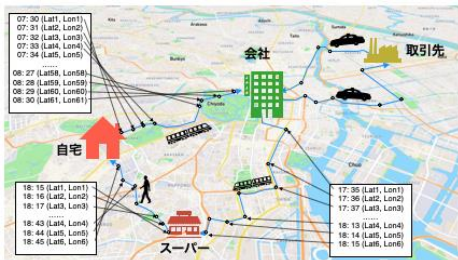 07: 30 (Lat1, Lon1)
07: 31 (Lat2, Lon2)
07: 32 (Lat3, Lon3)
07: 33 (Lat4, Lon4)
07: 34 (Lat5, Lon5)
......
08: 27 (Lat58, Lon58)
08: 28 (Lat59, Lon59)
08: 29 (Lat60, Lon60)
08: 30 (Lat61, Lon61)
会社
取引先
自宅
Chiyoda
Chuo
18: 15 (Lat1, Lon1)
18: 16 (Lat2, Lon2)
18: 17 (Lat3, Lon3)
......
18: 43 (Lat4, Lon4)
18: 44 (Lat5, Lon5)
18: 45 (Lat6, Lon6)
スーパー
17: 35 (Lat1, Lon1)
17: 36 (Lat2, Lon2)
17: 37 (Lat3, Lon3)
......
18: 13 (Lat4, Lon4)
18: 14 (Lat5, Lon5)
18: 15 (Lat6, Lon6)